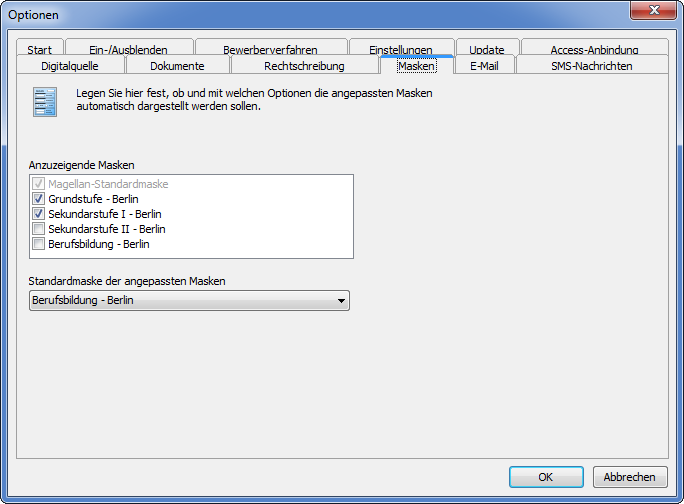 Optionen
Start Ein-/Ausblenden Bewerberverfahren Einstellungen Update Access-Anbindung
Digitalquelle Dokumente Rechtschreibung Masken E-Mail SMS-Nachrichten
Legen Sie hier fest, ob und mit welchen Optionen die angepassten Masken
automatisch dargestellt werden sollen.
Anzuzeigende Masken
Magellan-Standardmaske
Grundstufe - Berlin
Sekundarstufe I - Berlin
Sekundarstufe II - Berlin
Berufsbildung - Berlin
Standardmaske der angepassten Masken
Berufsbildung - Berlin
OK Abbrechen